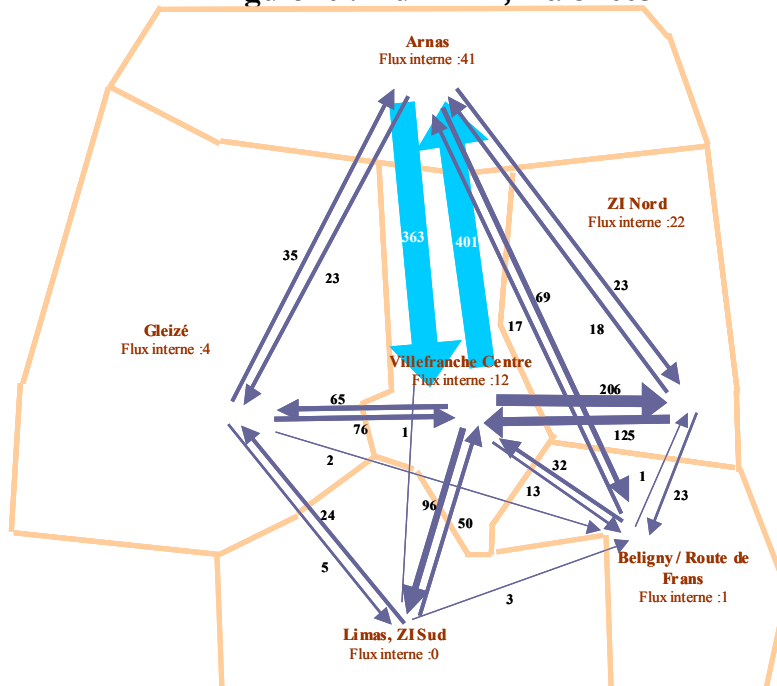 Arnas
Flux interne :41
ZI Nord
Flux interne :22
363
401
35
23
23
69
18
17
Gleizé
Flux interne :4
Villefranche Centre
Flux interne :12
65
206
76
1
125
2
32
1
13
23
96
50
24
5
Beligny / Route de
Frans
Flux interne :1
3
Limas, ZI Sud
Flux interne :0